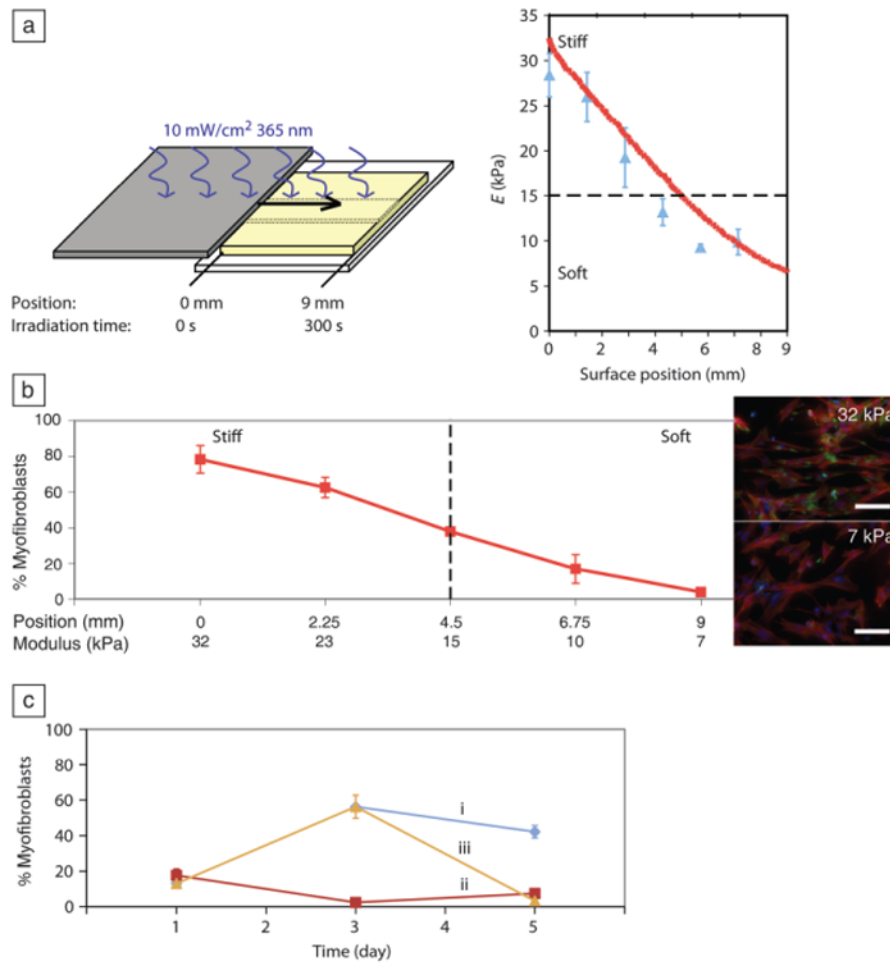 a
10 mW/cm² 365 nm
Position: 0 mm 9 mm
Irradiation time: 0 s 300 s
35
30
25
20
15
10
5
0
E (kPa)
Stiff
Soft
0 2 4 6 8 9
Surface position (mm)
b
100
80
60
40
20
0
% Myofibroblasts
Stiff Soft
Position (mm) 0 2.25 4.5 6.75 9
Modulus (kPa) 32 23 15 10 7
32 kPa
7 kPa
c
100
80
60
40
20
0
% Myofibroblasts
i
iii
ii
1 2 3 4 5
Time (day)